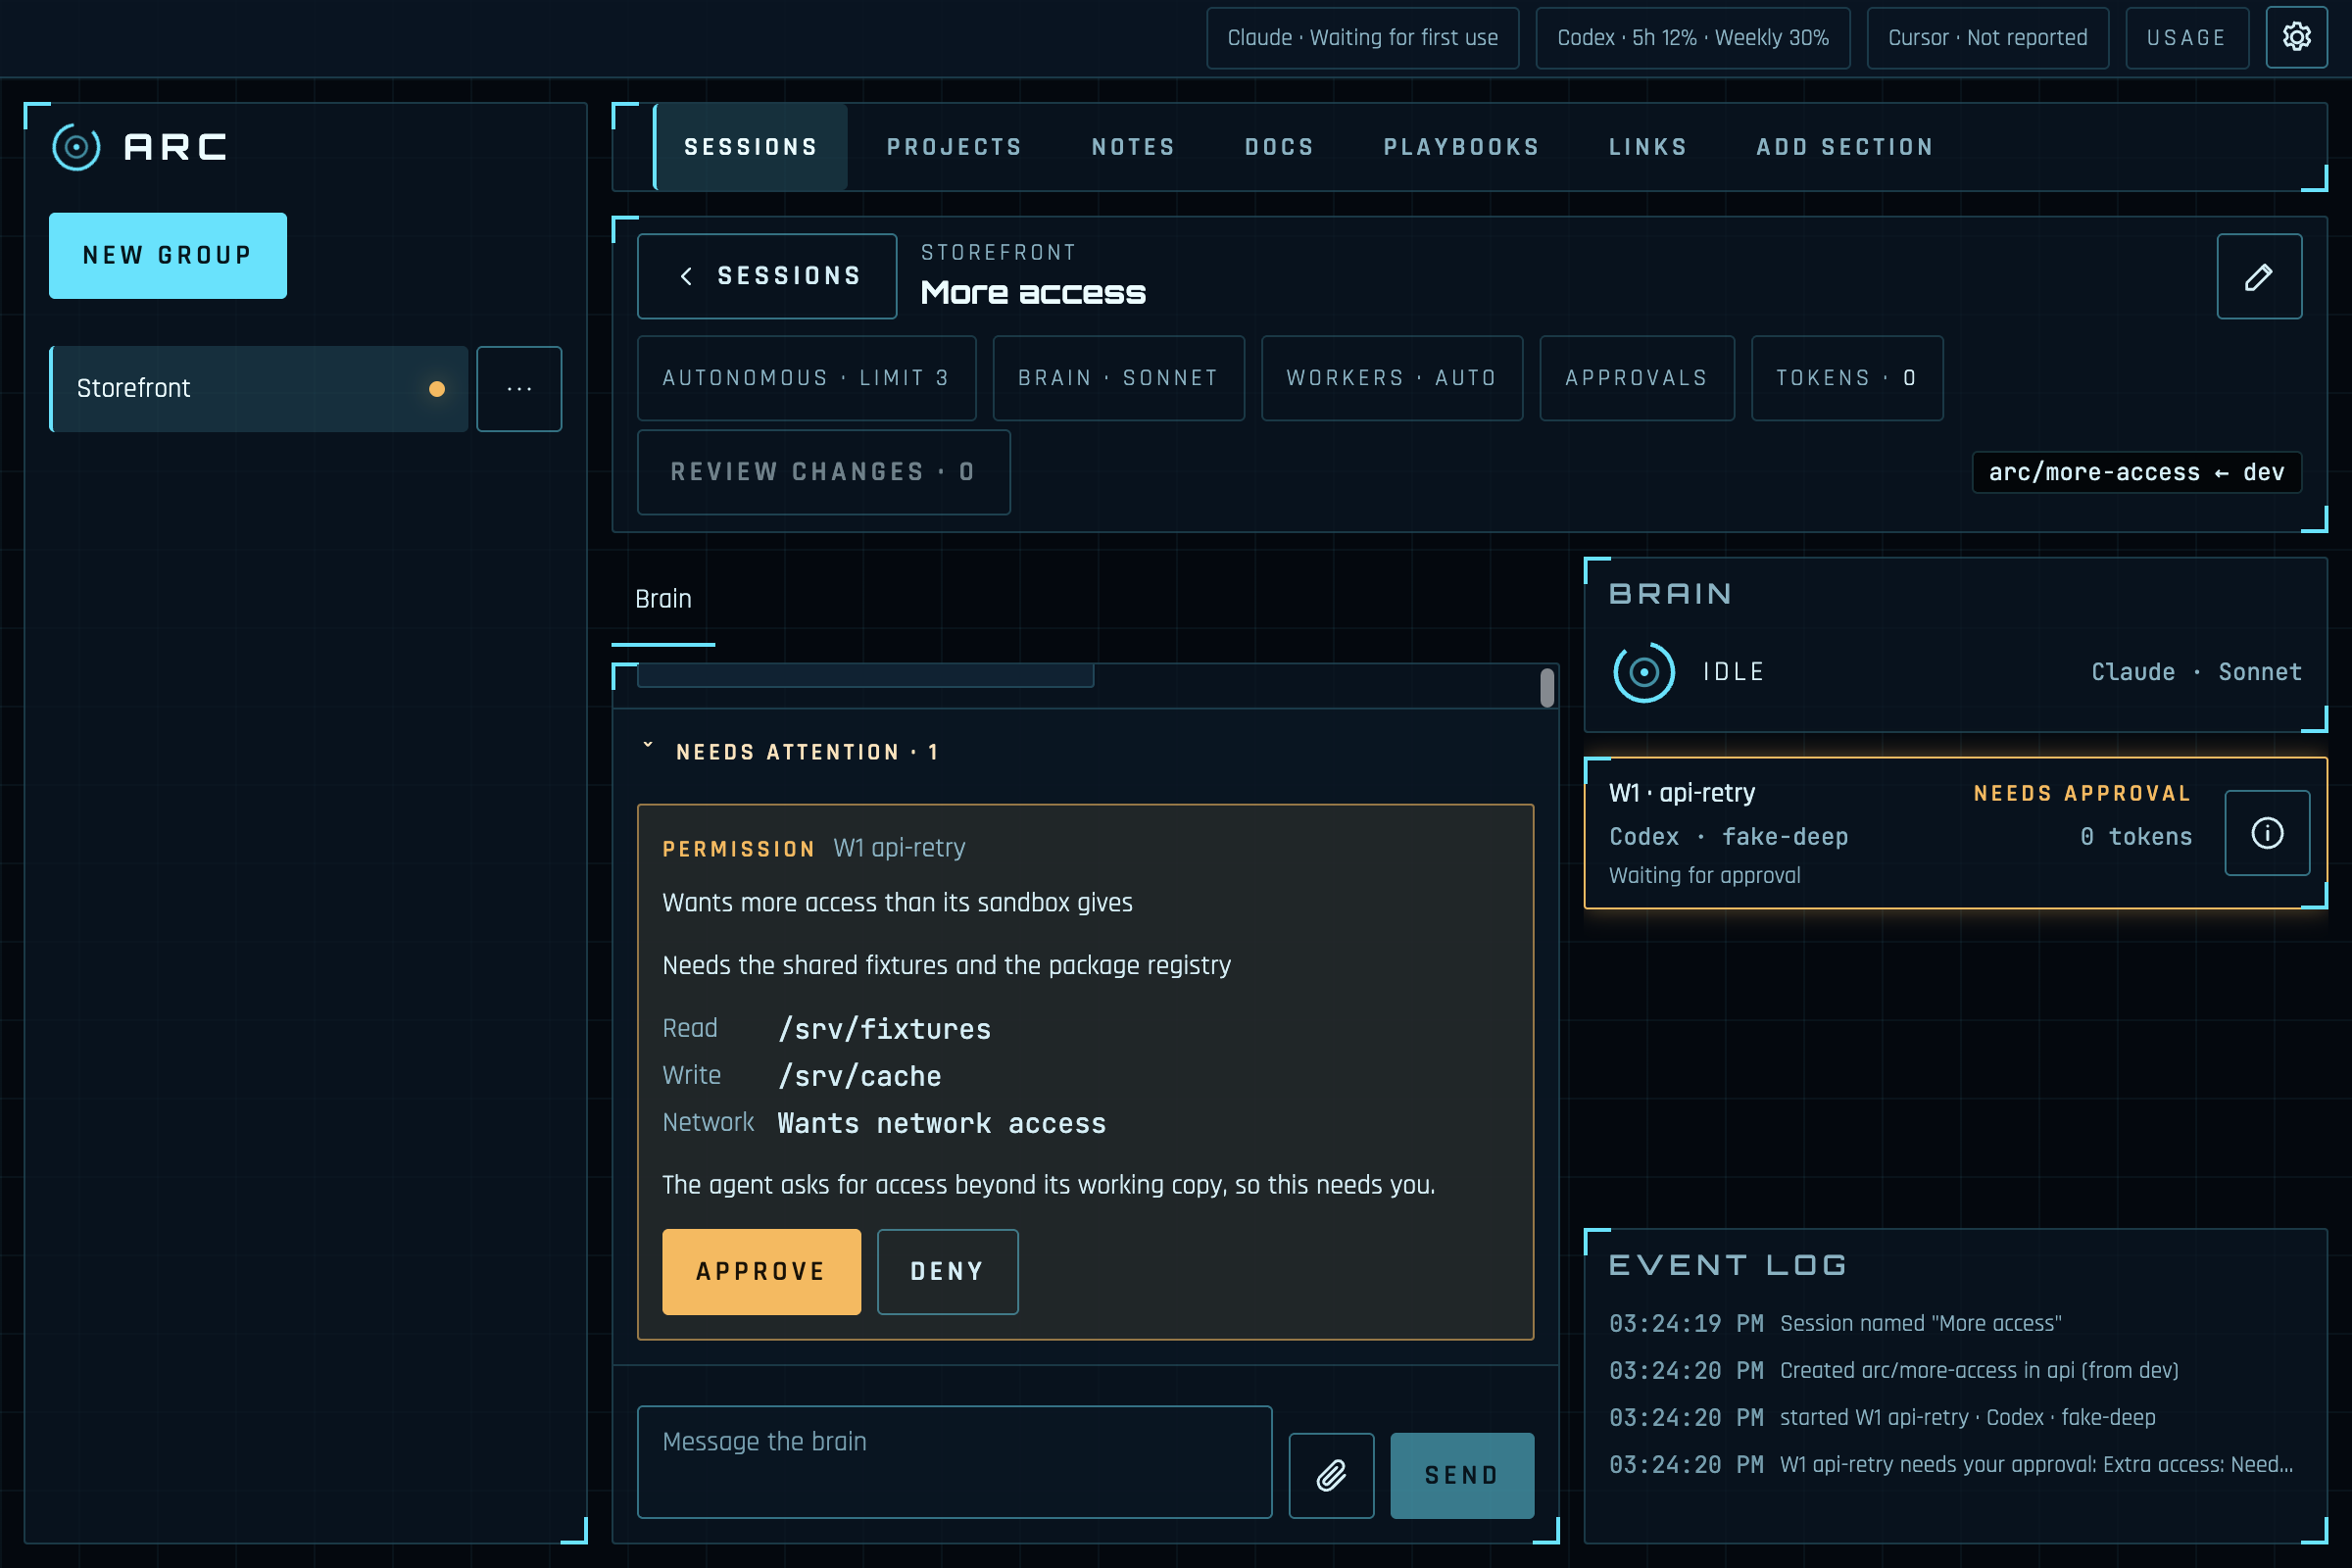 Claude · Waiting for first use
Codex · 5h 12% · Weekly 30%
Cursor · Not reported
USAGE
ARC
NEW GROUP
Storefront
...
SESSIONS
PROJECTS
NOTES
DOCS
PLAYBOOKS
LINKS
ADD SECTION
SESSIONS
STOREFRONT
More access
AUTONOMOUS · LIMIT 3
BRAIN · SONNET
WORKERS · AUTO
APPROVALS
TOKENS · 0
REVIEW CHANGES · 0
arc/more-access ← dev
Brain
NEEDS ATTENTION · 1
PERMISSION W1 api-retry
Wants more access than its sandbox gives
Needs the shared fixtures and the package registry
Read /srv/fixtures
Write /srv/cache
Network Wants network access
The agent asks for access beyond its working copy, so this needs you.
APPROVE
DENY
Message the brain
SEND
BRAIN
IDLE
Claude · Sonnet
W1 · api-retry
NEEDS APPROVAL
Codex · fake-deep
0 tokens
Waiting for approval
EVENT LOG
03:24:19 PM Session named "More access"
03:24:20 PM Created arc/more-access in api (from dev)
03:24:20 PM started W1 api-retry · Codex · fake-deep
03:24:20 PM W1 api-retry needs your approval: Extra access: Need...